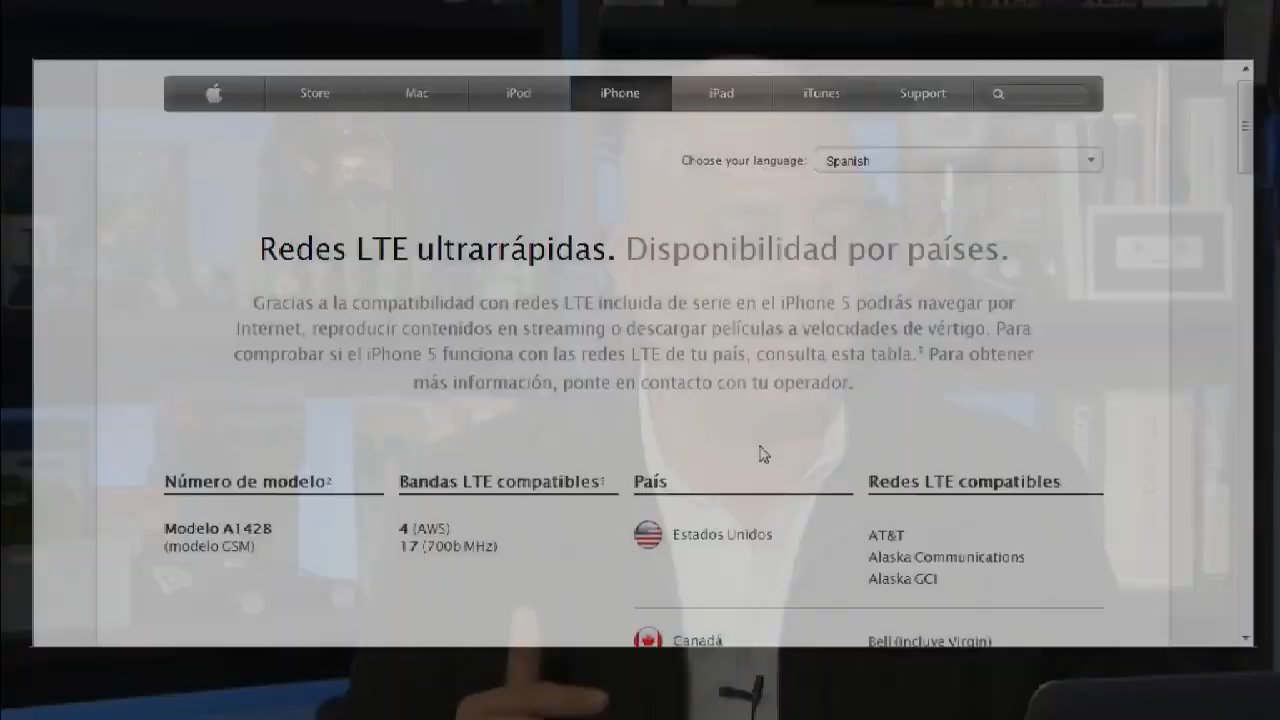 Store Mac iPod iPhone iPad iTunes Support
Choose your language: Spanish
Redes LTE ultrarrápidas. Disponibilidad por países.
Gracias a la compatibilidad con redes LTE incluida de serie en el iPhone 5 podrás navegar por
Internet, reproducir contenidos en streaming o descargar películas a velocidades de vértigo. Para
comprobar si el iPhone 5 funciona con las redes LTE de tu país, consulta esta tabla.¹ Para obtener
más información, ponte en contacto con tu operador.
Número de modelo² Bandas LTE compatibles¹ País Redes LTE compatibles
Modelo A1428 4 (AWS) Estados Unidos AT&T
(modelo GSM) 17 (700b MHz) Alaska Communications
Alaska GCI
Canadá Bell (incluye Virgin)